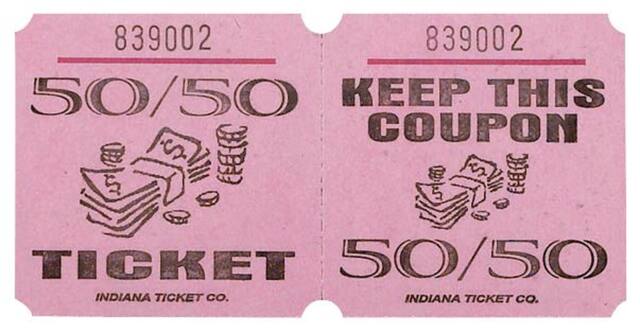 839002
50/50
TICKET
INDIANA TICKET CO.
839002
KEEP THIS
COUPON
50/50
INDIANA TICKET CO.